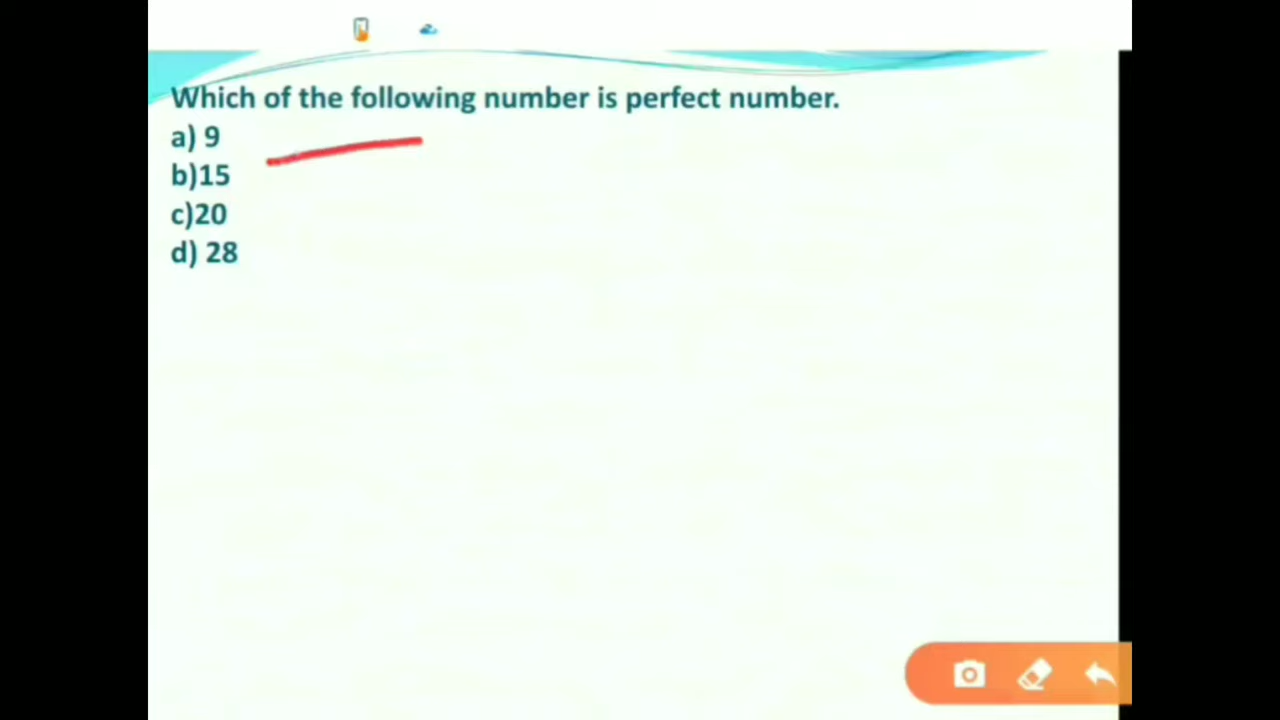 Which of the following number is perfect number.
a) 9
b)15
c)20
d) 28